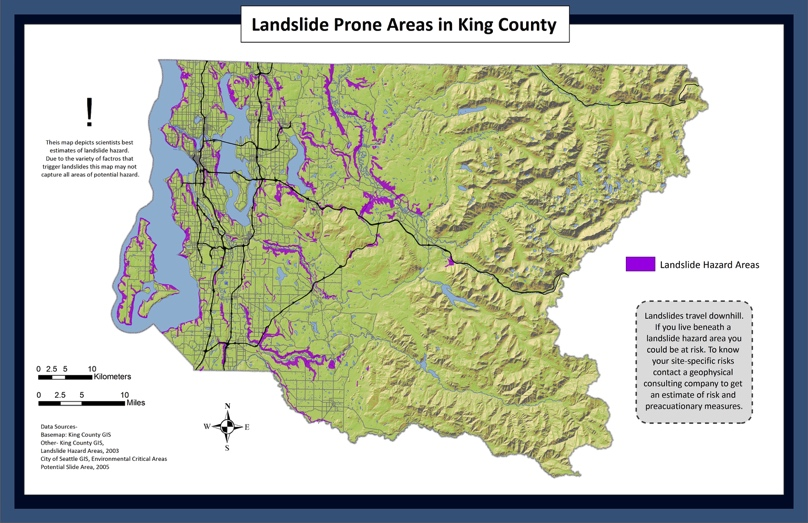 Landslide Prone Areas in King County
!
Theis map depicts scientists best
estimates of landslide hazard.
Due to the variety of factros that
trigger landslides this map may not
capture all areas of potential hazard.
Landslide Hazard Areas
Landslides travel downhill.
If you live beneath a
landslide hazard area you
could be at risk. To know
your site-specific risks
contact a geophysical
consulting company to get
an estimate of risk and
preacuationary measures.
0 2.5 5 10
Kilometers
0 2.5 5 10
Miles
N
W E
S
Data Sources-
Basemap: King County GIS
Other- King County GIS,
Landslide Hazard Areas, 2003
City of Seattle GIS, Environmental Critical Areas
Potential Slide Area, 2005